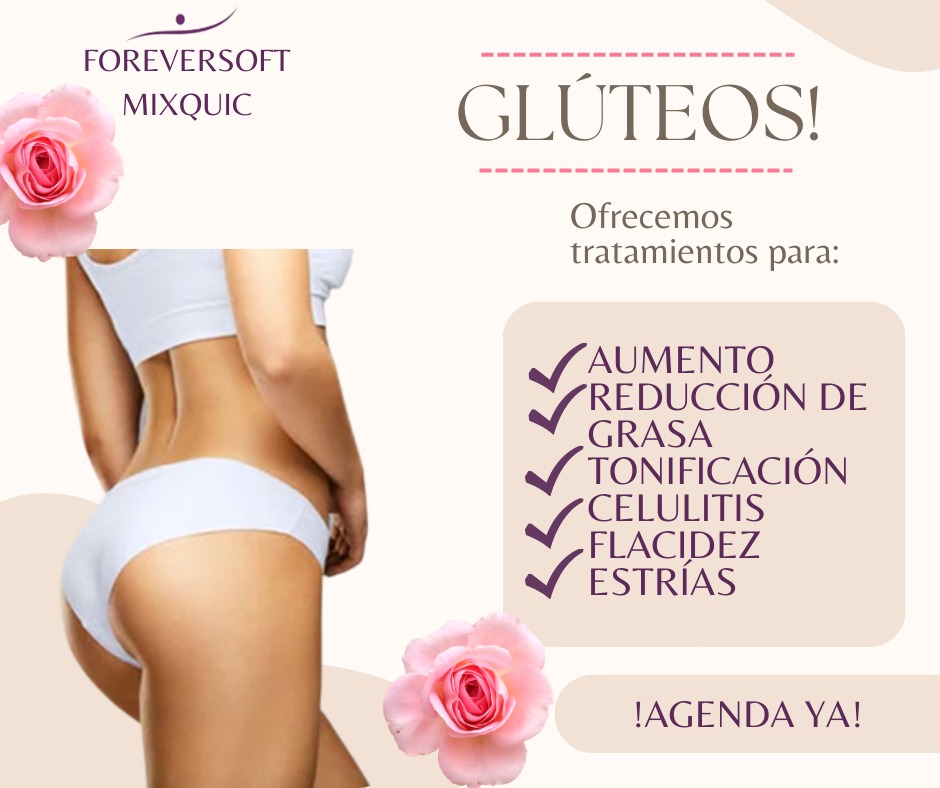 FOREVERSOFT
MIXQUIC
GLÚTEOS!
Ofrecemos
tratamientos para:
AUMENTO
REDUCCIÓN DE
GRASA
TONIFICACIÓN
CELULITIS
FLACIDEZ
ESTRÍAS
!AGENDA YA!